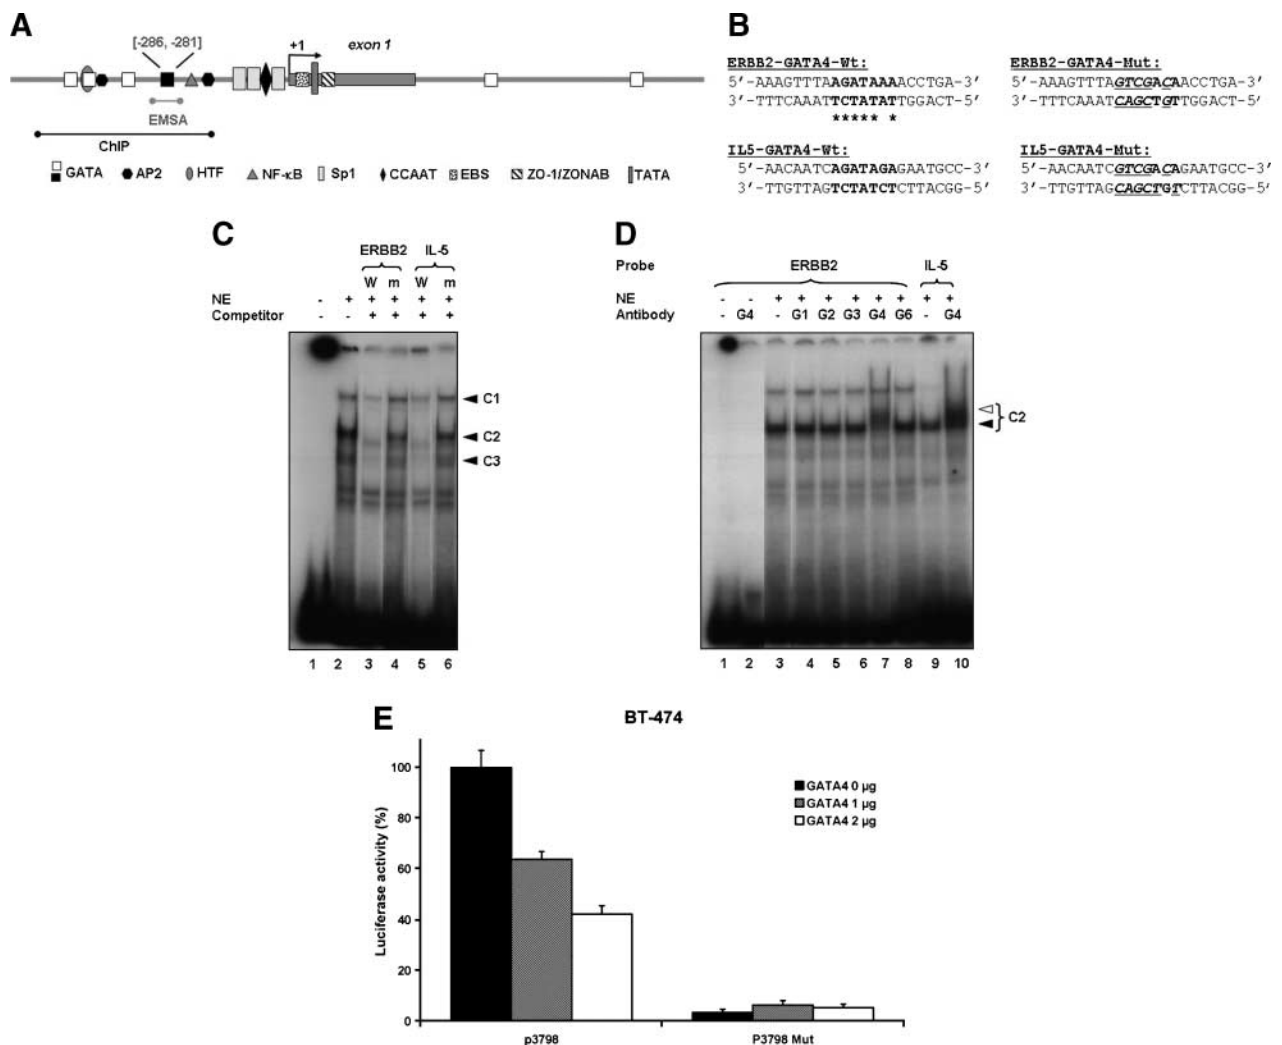 A
[-286, -281]
+1
exon 1
EMSA
ChIP
GATA AP2 HTF NF-κB Sp1 CCAAT EBS ZO-1/ZONAB TATA
B
ERBB2-GATA4-Wt:
5'-AAAGTTTAAGATAAAACCTGA-3'
3'-TTTCAAATTCTATATTGGACT-5'
***** *
ERBB2-GATA4-Mut:
5'-AAAGTTTAGTCGACAACCTGA-3'
3'-TTTCAAATCAGCTGTTGGACT-5'
IL5-GATA4-Wt:
5'-AACAATCAGATAGAGAATGCC-3'
3'-TTGTTAGTCTATCTCTTACGG-5'
IL5-GATA4-Mut:
5'-AACAATCGTCGACAGAATGCC-3'
3'-TTGTTAGCAGCTGTCTTACGG-5'
C
ERBB2 IL-5
W m W m
NE - + + + + +
Competitor - - + + + +
C1
C2
C3
1 2 3 4 5 6
D
Probe ERBB2 IL-5
NE - - + + + + + + + +
Antibody - G4 - G1 G2 G3 G4 G6 - G4
C2
1 2 3 4 5 6 7 8 9 10
E
BT-474
Luciferase activity (%)
100
80
60
40
20
0
GATA4 0 µg
GATA4 1 µg
GATA4 2 µg
p3798 P3798 Mut